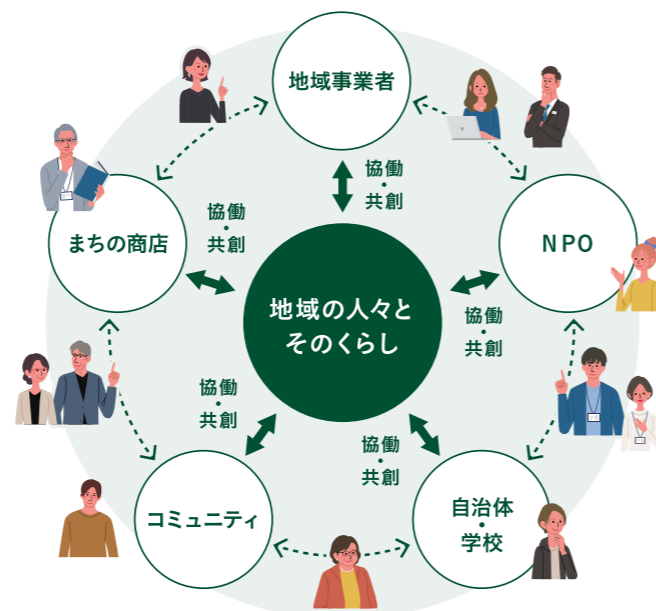 地域事業者
協働
・
共創
まちの商店
協働
・
共創
NPO
地域の人々と
そのくらし
協働
・
共創
協働
・
共創
協働
・
共創
コミュニティ
自治体
・
学校